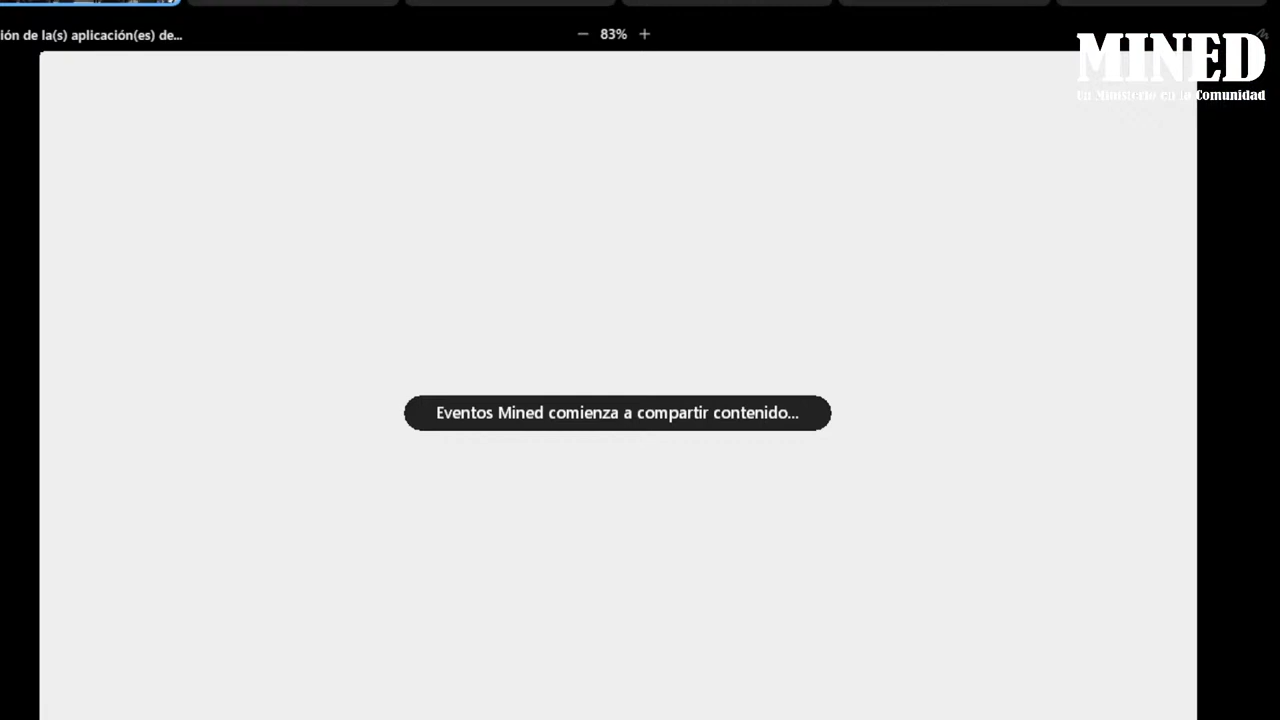 ión de la(s) aplicación(es) de...
83%
MINED
Un Ministerio en la Comunidad
Eventos Mined comienza a compartir contenido...